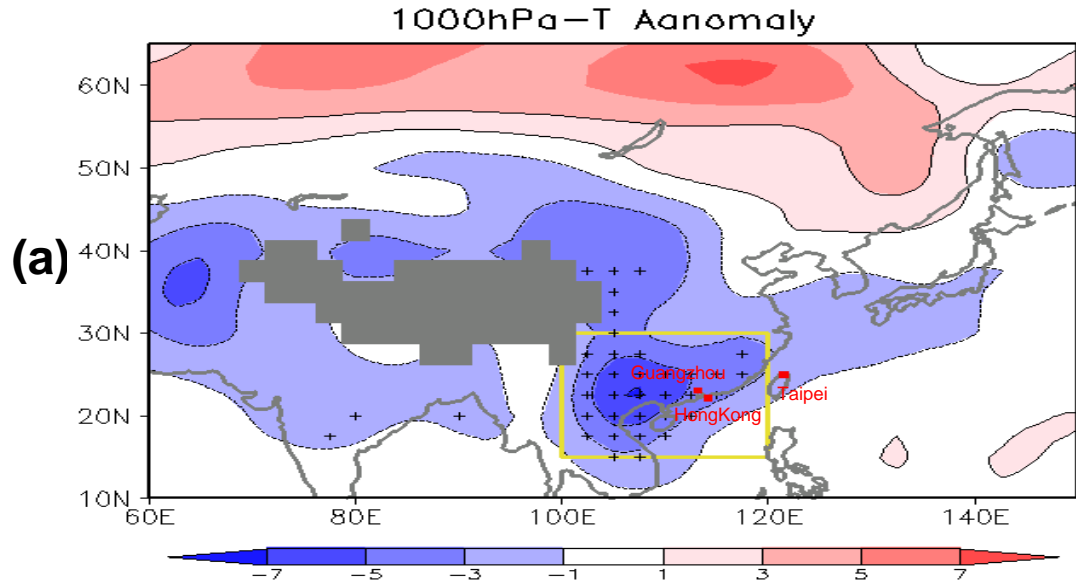 1000hPa-T Aanomaly
60N
50N
(a)
40N
30N
Guangzhou
Taipei
HongKong
20N
10N
60E 80E 100E 120E 140E
-7 -5 -3 -1 1 3 5 7